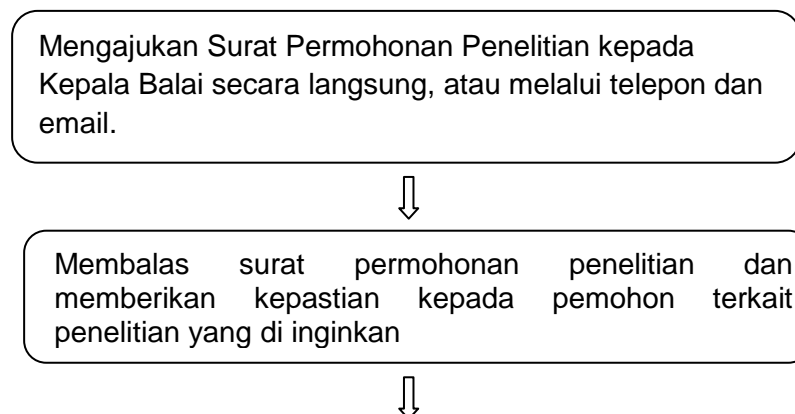 Mengajukan Surat Permohonan Penelitian kepada
Kepala Balai secara langsung, atau melalui telepon dan
email.
Membalas surat permohonan penelitian dan
memberikan kepastian kepada pemohon terkait
penelitian yang di inginkan